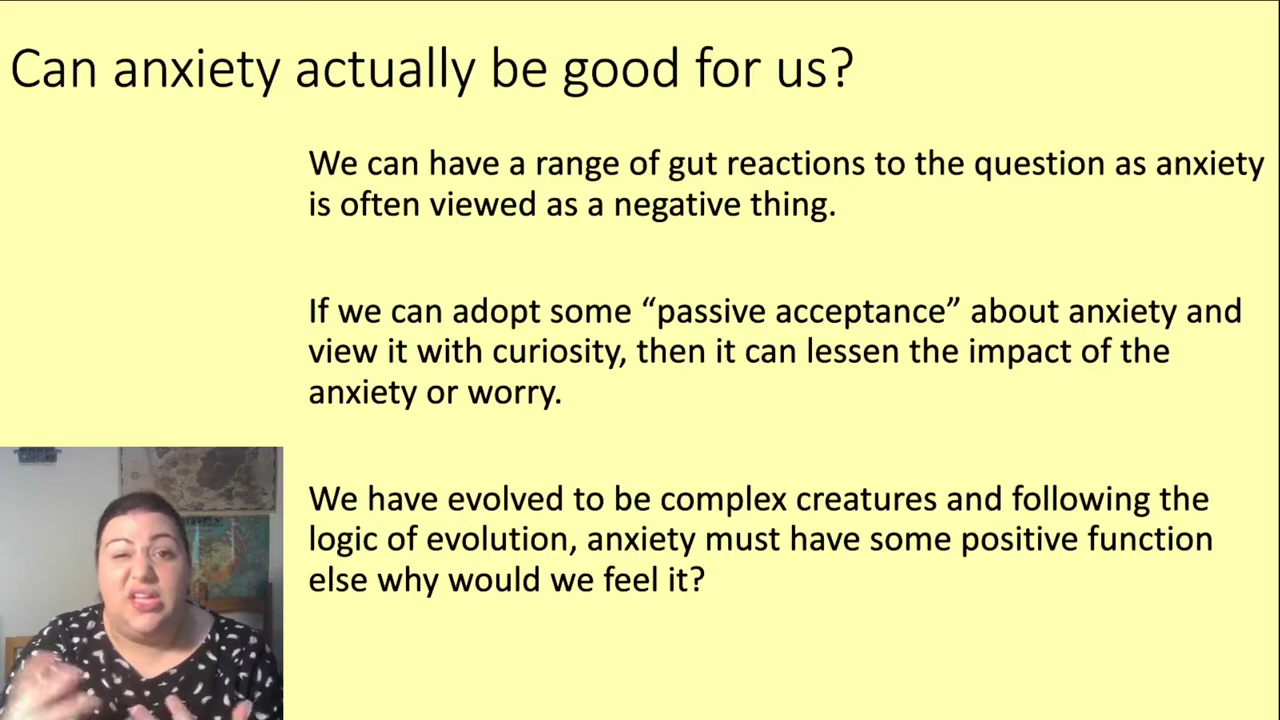 Can anxiety actually be good for us?
We can have a range of gut reactions to the question as anxiety
is often viewed as a negative thing.
If we can adopt some “passive acceptance” about anxiety and
view it with curiosity, then it can lessen the impact of the
anxiety or worry.
We have evolved to be complex creatures and following the
logic of evolution, anxiety must have some positive function
else why would we feel it?